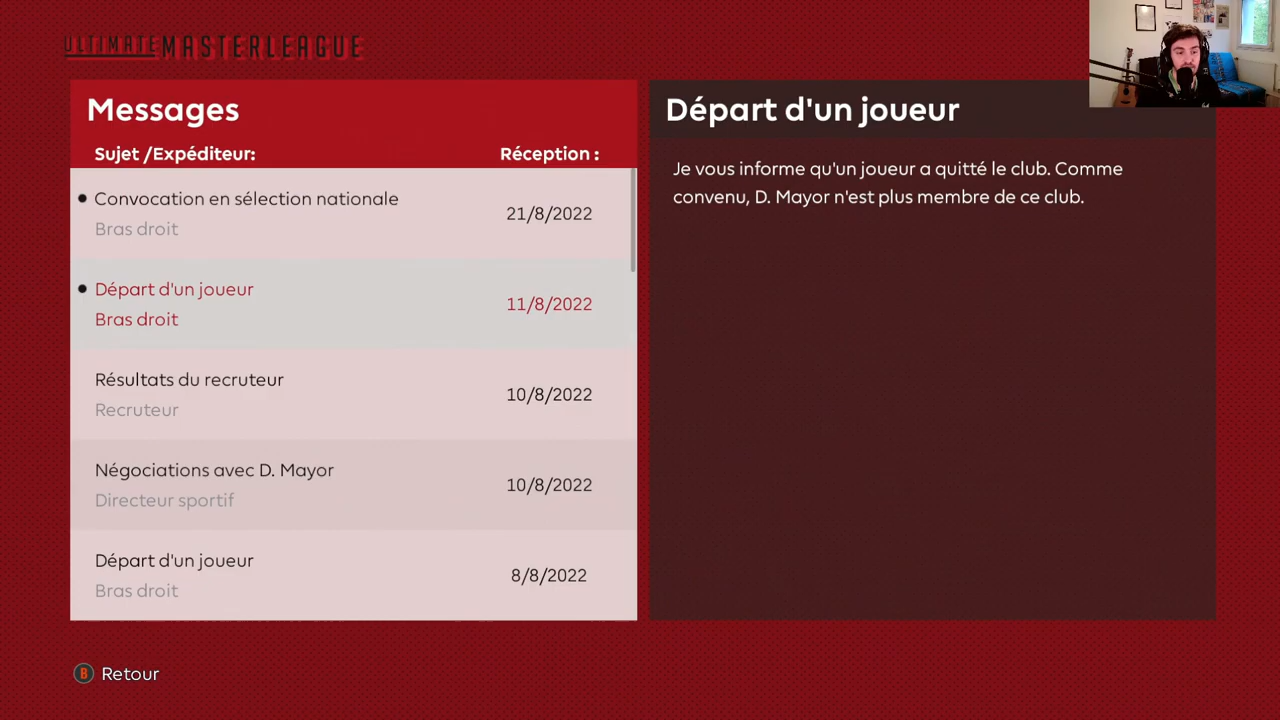 ULTIMATE MASTERLEAGUE
Messages
Sujet /Expéditeur:
Réception :
Convocation en sélection nationale
Bras droit
21/8/2022
Départ d'un joueur
Bras droit
11/8/2022
Résultats du recruteur
Recruteur
10/8/2022
Négociations avec D. Mayor
Directeur sportif
10/8/2022
Départ d'un joueur
Bras droit
8/8/2022
Départ d'un joueur
Je vous informe qu'un joueur a quitté le club. Comme
convenu, D. Mayor n'est plus membre de ce club.
B Retour